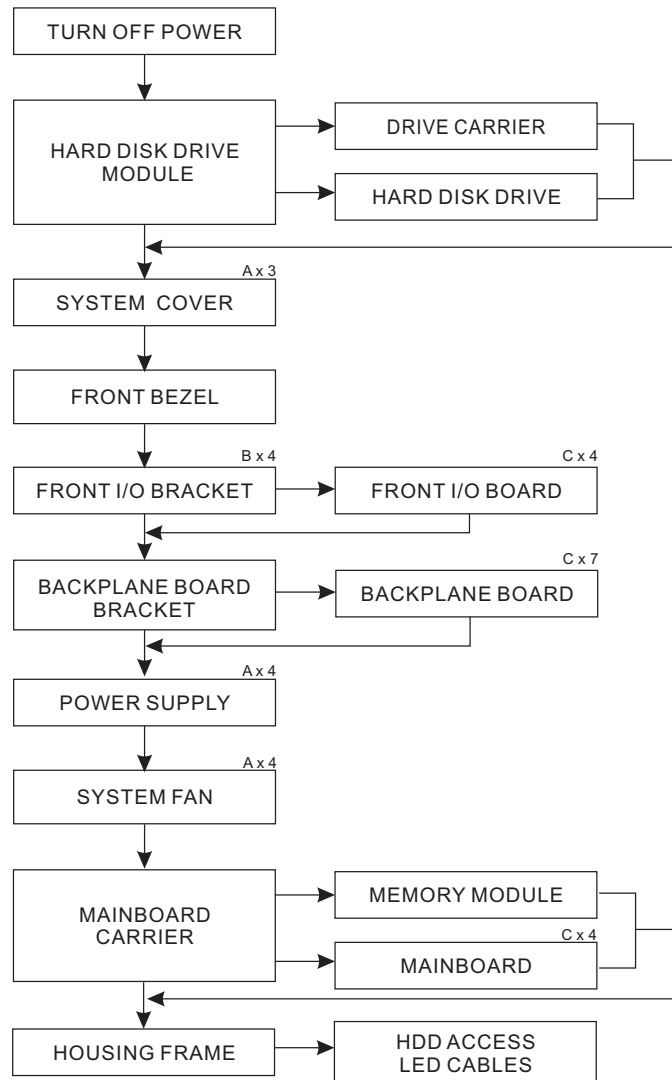 TURN OFF POWER
HARD DISK DRIVE
MODULE
DRIVE CARRIER
HARD DISK DRIVE
A x 3
SYSTEM COVER
FRONT BEZEL
B x 4
FRONT I/O BRACKET
C x 4
FRONT I/O BOARD
BACKPLANE BOARD
BRACKET
C x 7
BACKPLANE BOARD
A x 4
POWER SUPPLY
A x 4
SYSTEM FAN
MAINBOARD
CARRIER
MEMORY MODULE
C x 4
MAINBOARD
HOUSING FRAME
HDD ACCESS
LED CABLES